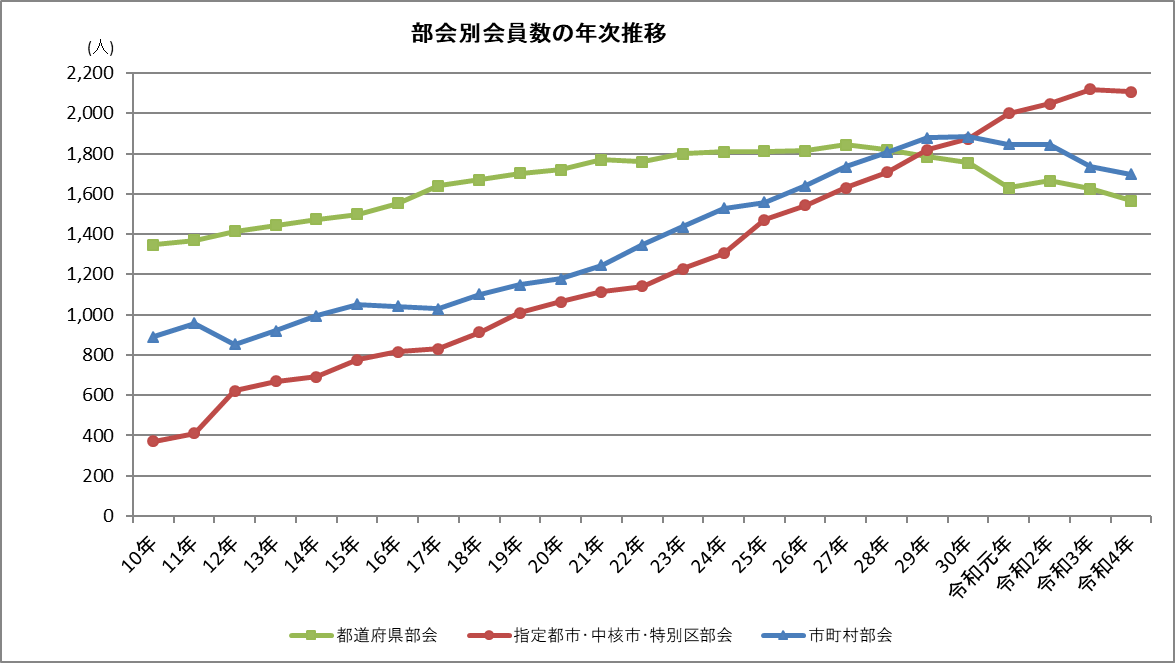 部会別会員数の年次推移
(人)
2,200
2,000
1,800
1,600
1,400
1,200
1,000
800
600
400
200
0
10年
11年
12年
13年
14年
15年
16年
17年
18年
19年
20年
21年
22年
23年
24年
25年
26年
27年
28年
29年
30年
令和元年
令和2年
令和3年
令和4年
都道府県部会 指定都市･中核市･特別区部会 市町村部会